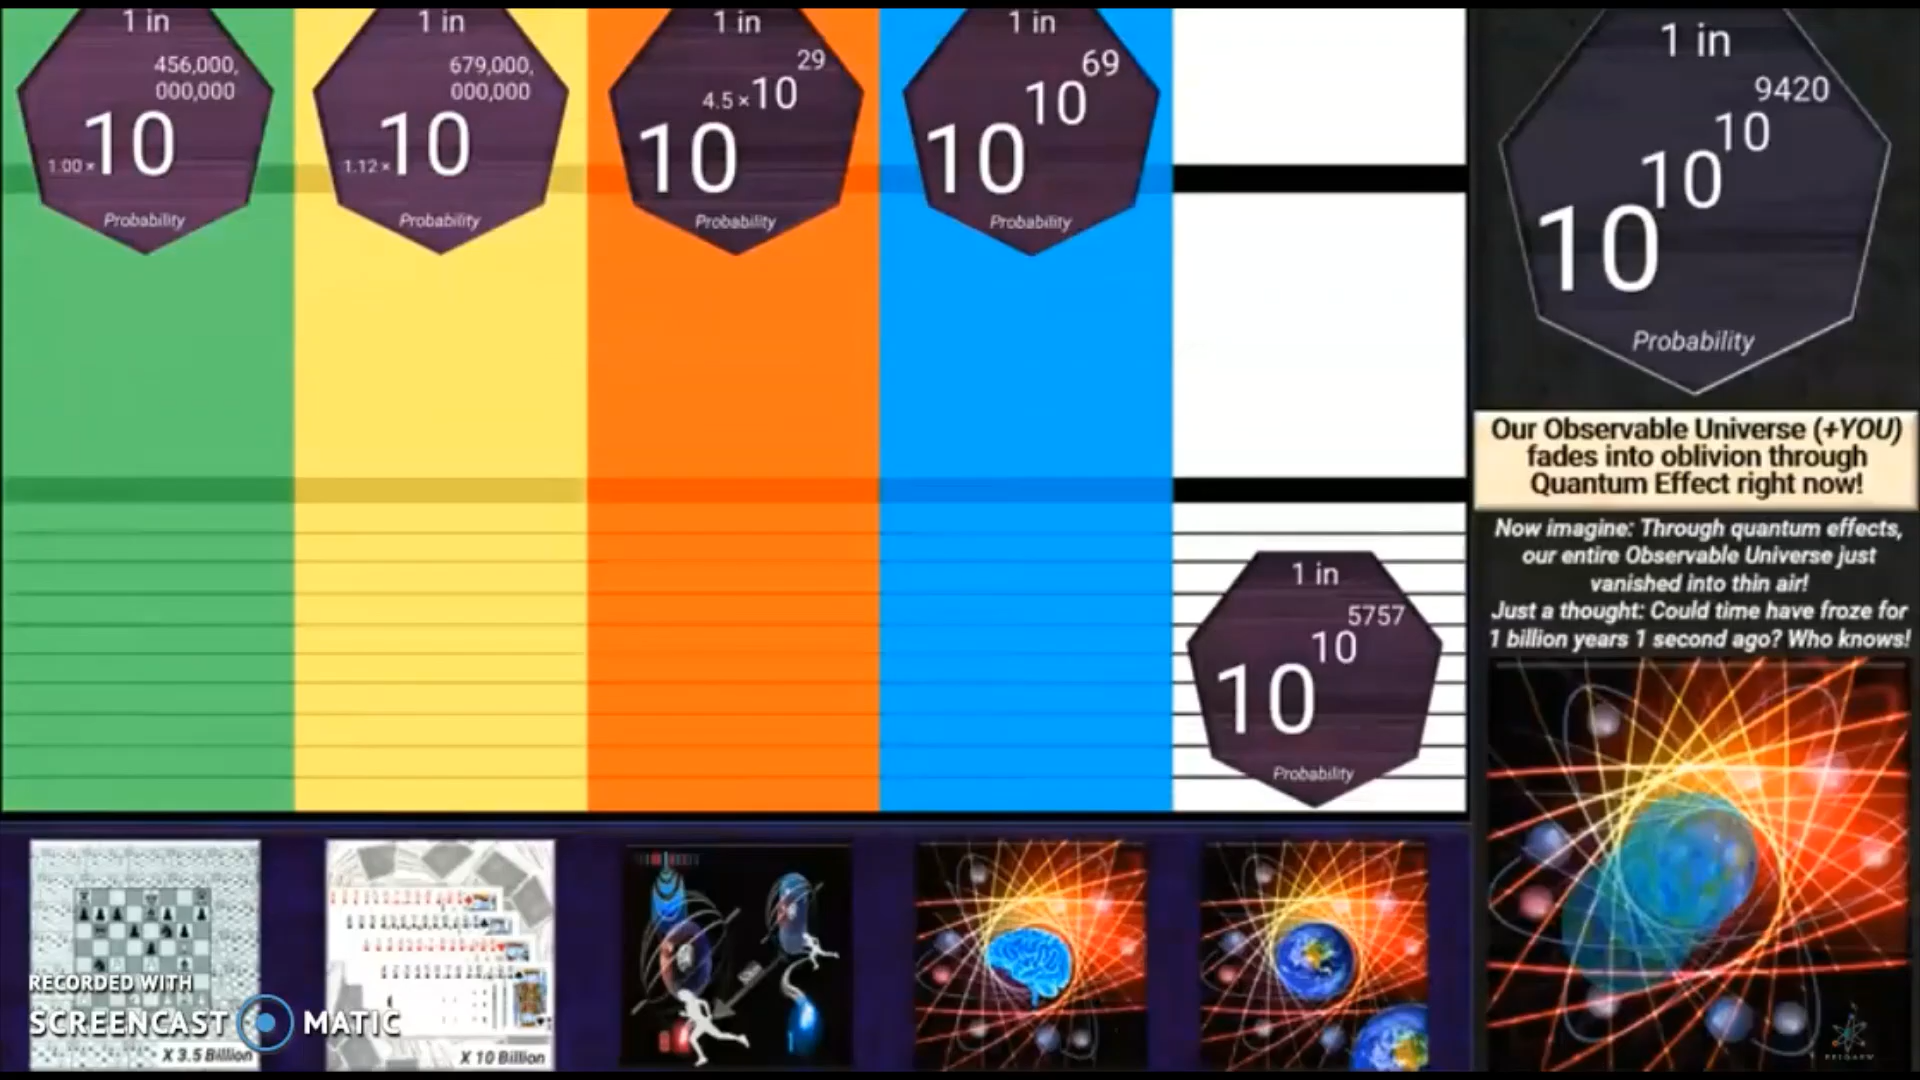 1 in
456,000,
000,000
1.00 × 10
Probability
1 in
679,000,
000,000
1.12 × 10
Probability
1 in
29
4.5 × 10
10
Probability
1 in
69
10
10
Probability
1 in
5757
10
10
Probability
1 in
9420
10
10
10
Probability
Our Observable Universe (+YOU)
fades into oblivion through
Quantum Effect right now!
Now imagine: Through quantum effects,
our entire Observable Universe just
vanished into thin air!
Just a thought: Could time have froze for
1 billion years 1 second ago? Who knows!
RECORDED WITH
SCREENCAST MATIC
X 3.5 Billion
X 10 Billion